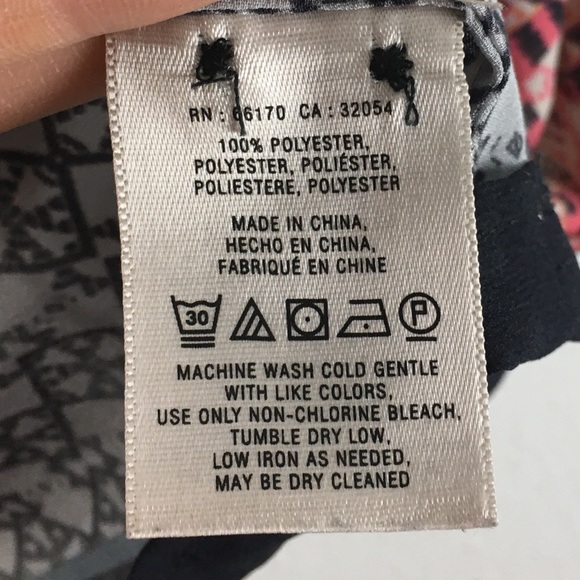 RN : 66170 CA : 32054
100% POLYESTER,
POLYESTER, POLIÉSTER,
POLIESTERE, POLYESTER
MADE IN CHINA,
HECHO EN CHINA,
FABRIQUÉ EN CHINE
30 P
MACHINE WASH COLD GENTLE
WITH LIKE COLORS,
USE ONLY NON-CHLORINE BLEACH,
TUMBLE DRY LOW,
LOW IRON AS NEEDED,
MAY BE DRY CLEANED